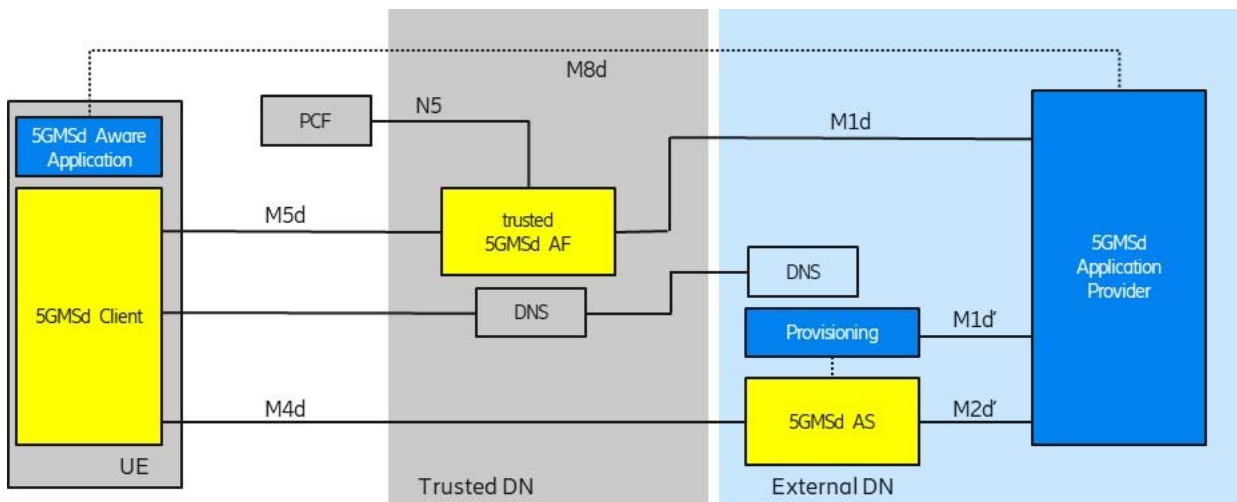 M8d
PCF
N5
M1d
5GMSd Aware
Application
M5d
trusted
5GMSd AF
5GMSd
Application
Provider
DNS
5GMSd Client
DNS
Provisioning
M1d'
M4d
5GMSd AS
M2d'
UE
Trusted DN
External DN